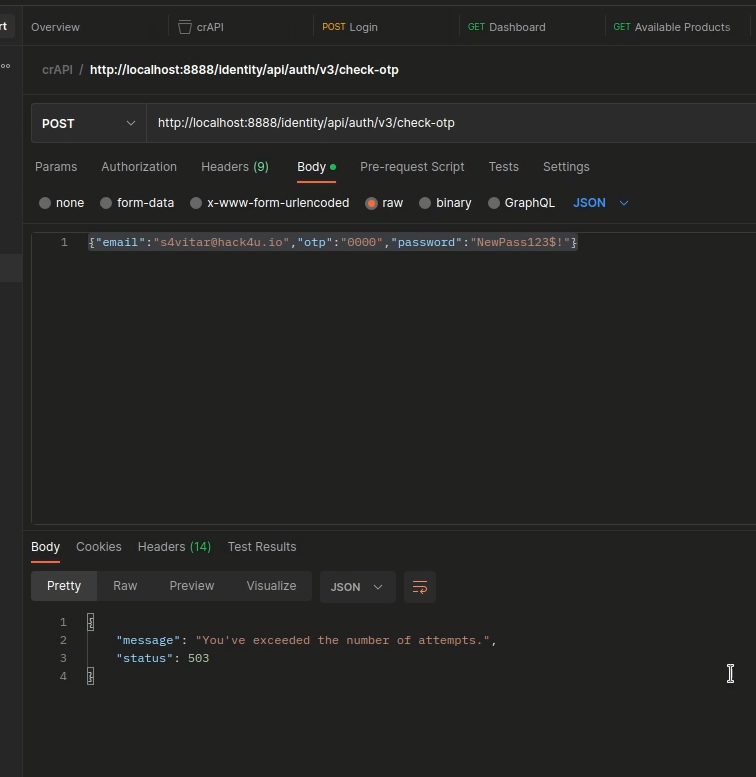 rt Overview crAPI POST Login GET Dashboard GET Available Products
crAPI / http://localhost:8888/identity/api/auth/v3/check-otp
POST http://localhost:8888/identity/api/auth/v3/check-otp
Params Authorization Headers (9) Body Pre-request Script Tests Settings
none form-data x-www-form-urlencoded raw binary GraphQL JSON
1 {"email":"s4vitar@hack4u.io","otp":"0000","password":"NewPass123$!"}
Body Cookies Headers (14) Test Results
Pretty Raw Preview Visualize JSON
1 {
2 "message": "You've exceeded the number of attempts.",
3 "status": 503
4 }